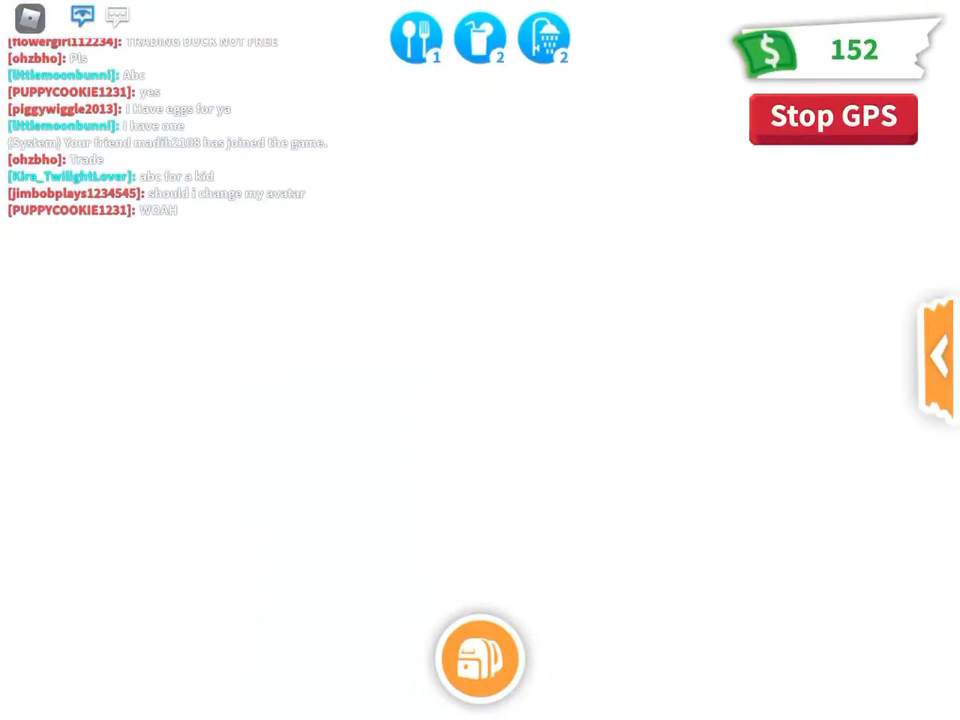 [flowergirl112234]: TRADING DUCK NOT FREE
[ohzbho]: Pls
[littlemoonbunni]: Abc
[PUPPYCOOKIE1231]: yes
[piggywiggle2013]: I Have eggs for ya
[littlemoonbunni]: I have one
(System) Your friend madih2108 has joined the game.
[ohzbho]: Trade
[Kira_TwilightLover]: abc for a kid
[jimbobplays1234545]: should i change my avatar
[PUPPYCOOKIE1231]: WOAH
1
2
2
$ 152
Stop GPS